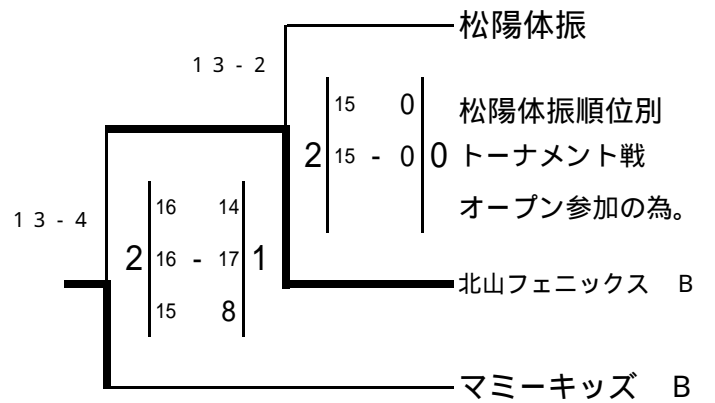 松陽体振
13-2
15 0
松陽体振順位別
2 15 - 0 0
トーナメント戦
オープン参加の為。
16 14
13-4
2 16 - 17 1
15 8
北山フェニックス B
マミーキッズ B